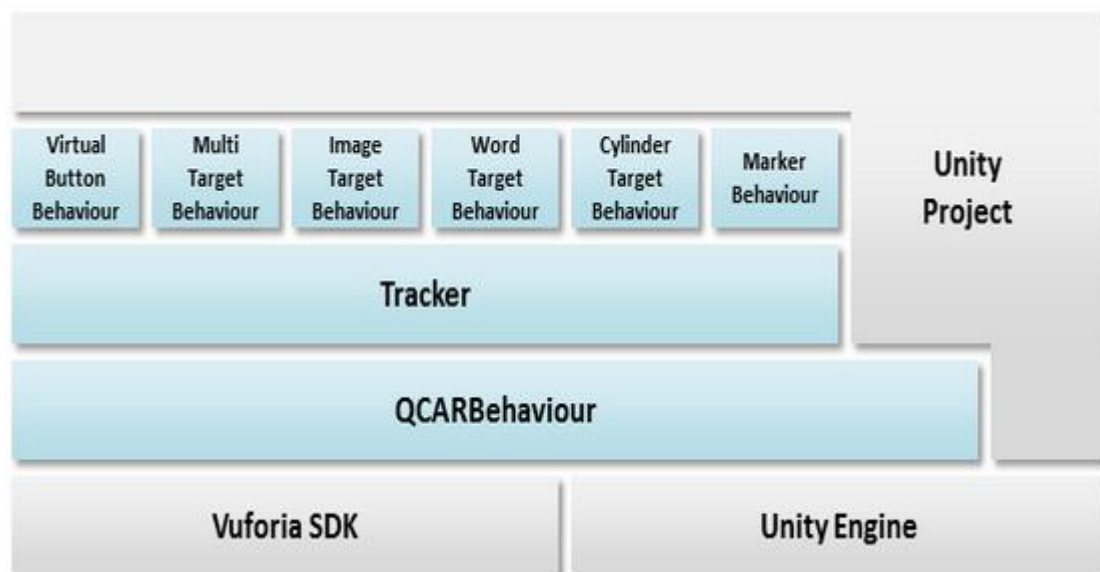 Virtual
Button
Behaviour
Multi
Target
Behaviour
Image
Target
Behaviour
Word
Target
Behaviour
Cylinder
Target
Behaviour
Marker
Behaviour
Unity
Project
Tracker
QCARBehaviour
Vuforia SDK
Unity Engine